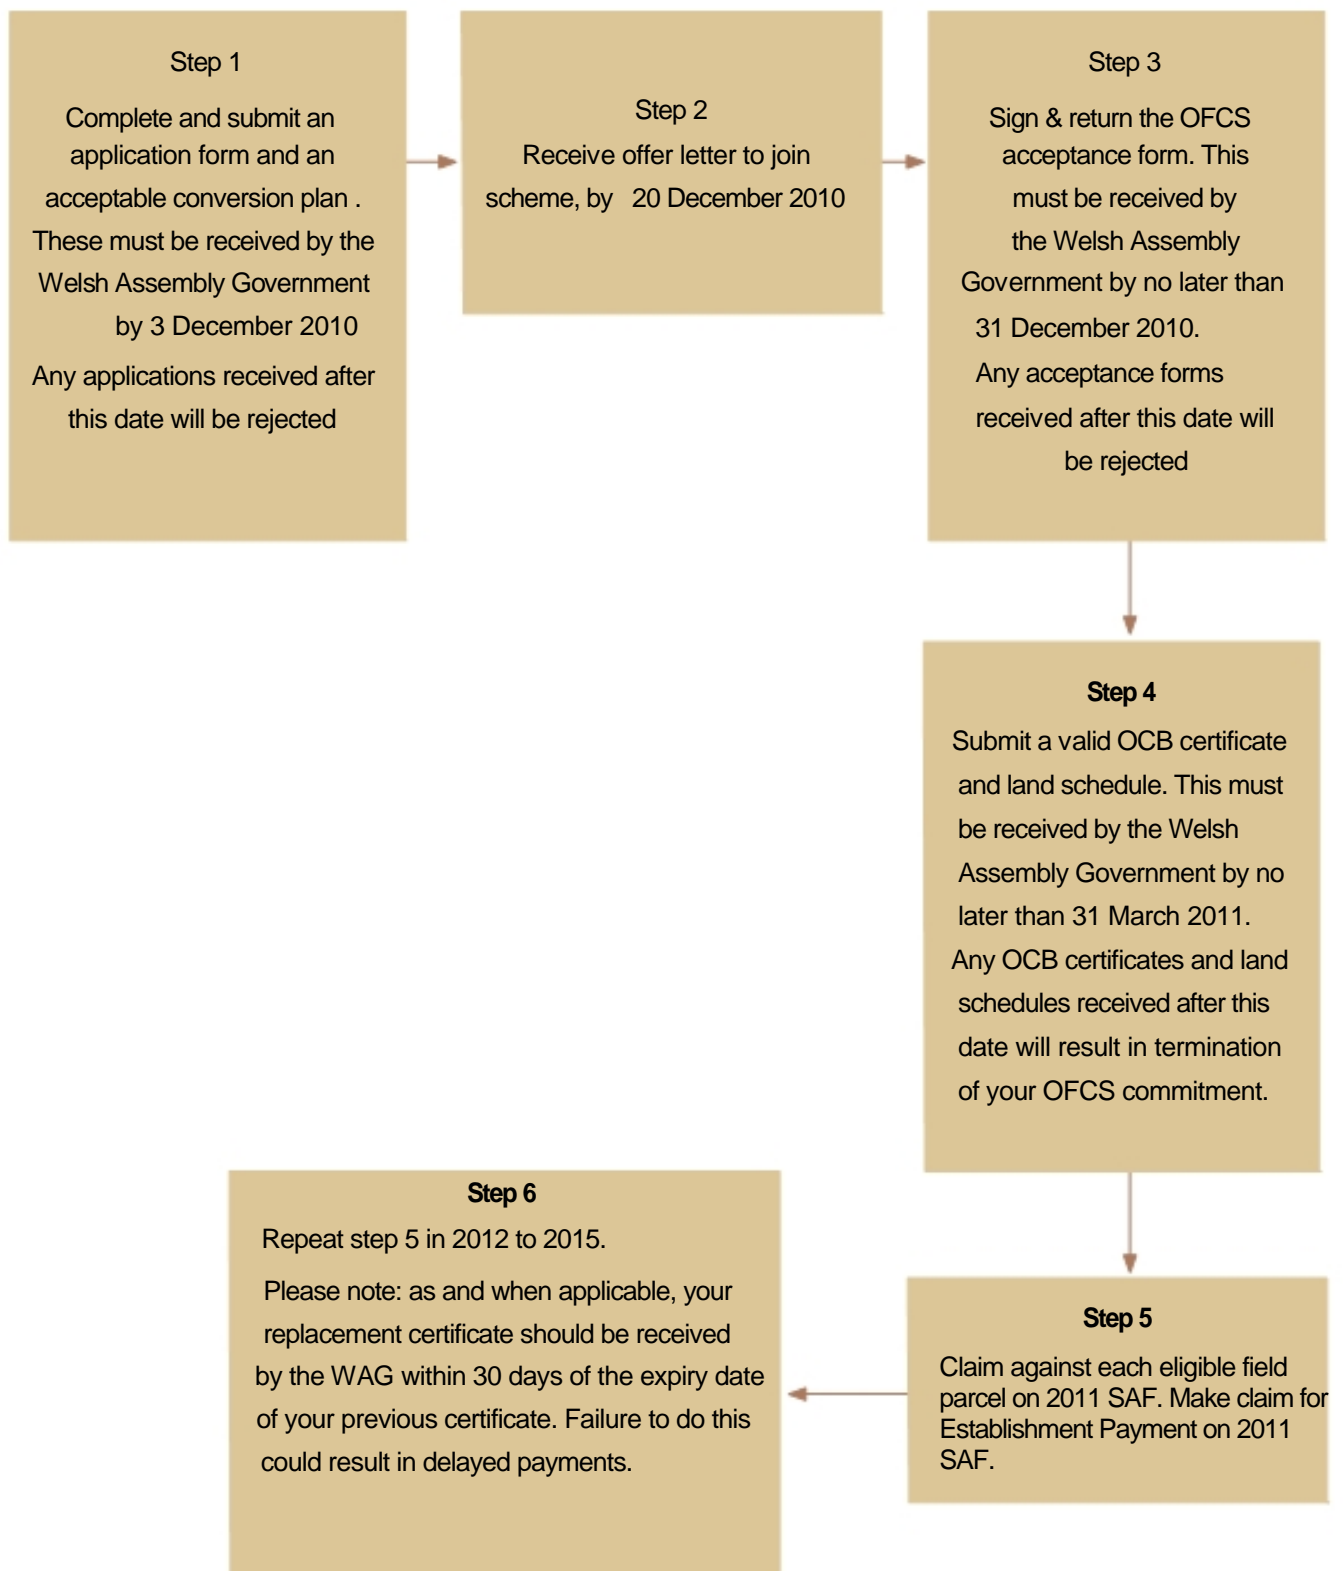 Step 1
Complete and submit an
application form and an
acceptable conversion plan .
These must be received by the
Welsh Assembly Government
by 3 December 2010
Any applications received after
this date will be rejected
Step 2
Receive offer letter to join
scheme, by 20 December 2010
Step 3
Sign & return the OFCS
acceptance form. This
must be received by
the Welsh Assembly
Government by no later than
31 December 2010.
Any acceptance forms
received after this date will
be rejected
Step 4
Submit a valid OCB certificate
and land schedule. This must
be received by the Welsh
Assembly Government by no
later than 31 March 2011.
Any OCB certificates and land
schedules received after this
date will result in termination
of your OFCS commitment.
Step 5
Claim against each eligible field
parcel on 2011 SAF. Make claim for
Establishment Payment on 2011
SAF.
Step 6
Repeat step 5 in 2012 to 2015.
Please note: as and when applicable, your
replacement certificate should be received
by the WAG within 30 days of the expiry date
of your previous certificate. Failure to do this
could result in delayed payments.